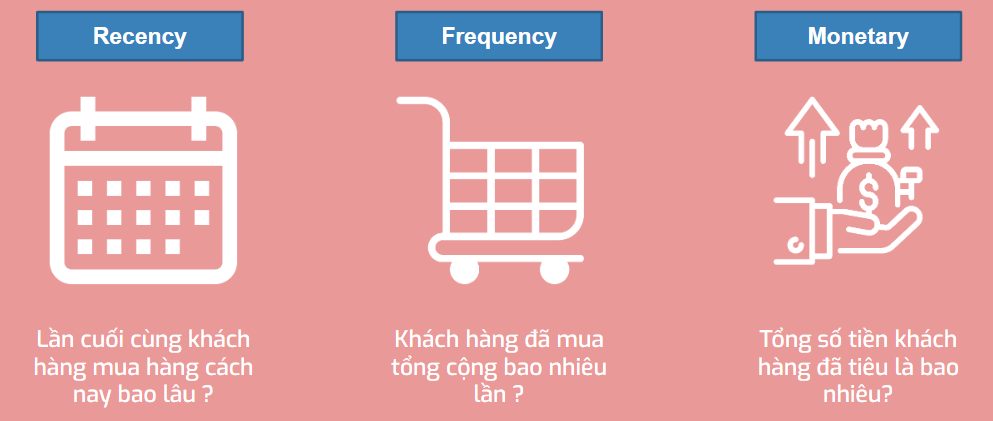 Recency
Frequency
Monetary
Lần cuối cùng khách
hàng mua hàng cách
nay bao lâu ?
Khách hàng đã mua
tổng cộng bao nhiêu
lần ?
Tổng số tiền khách
hàng đã tiêu là bao
nhiêu?
$